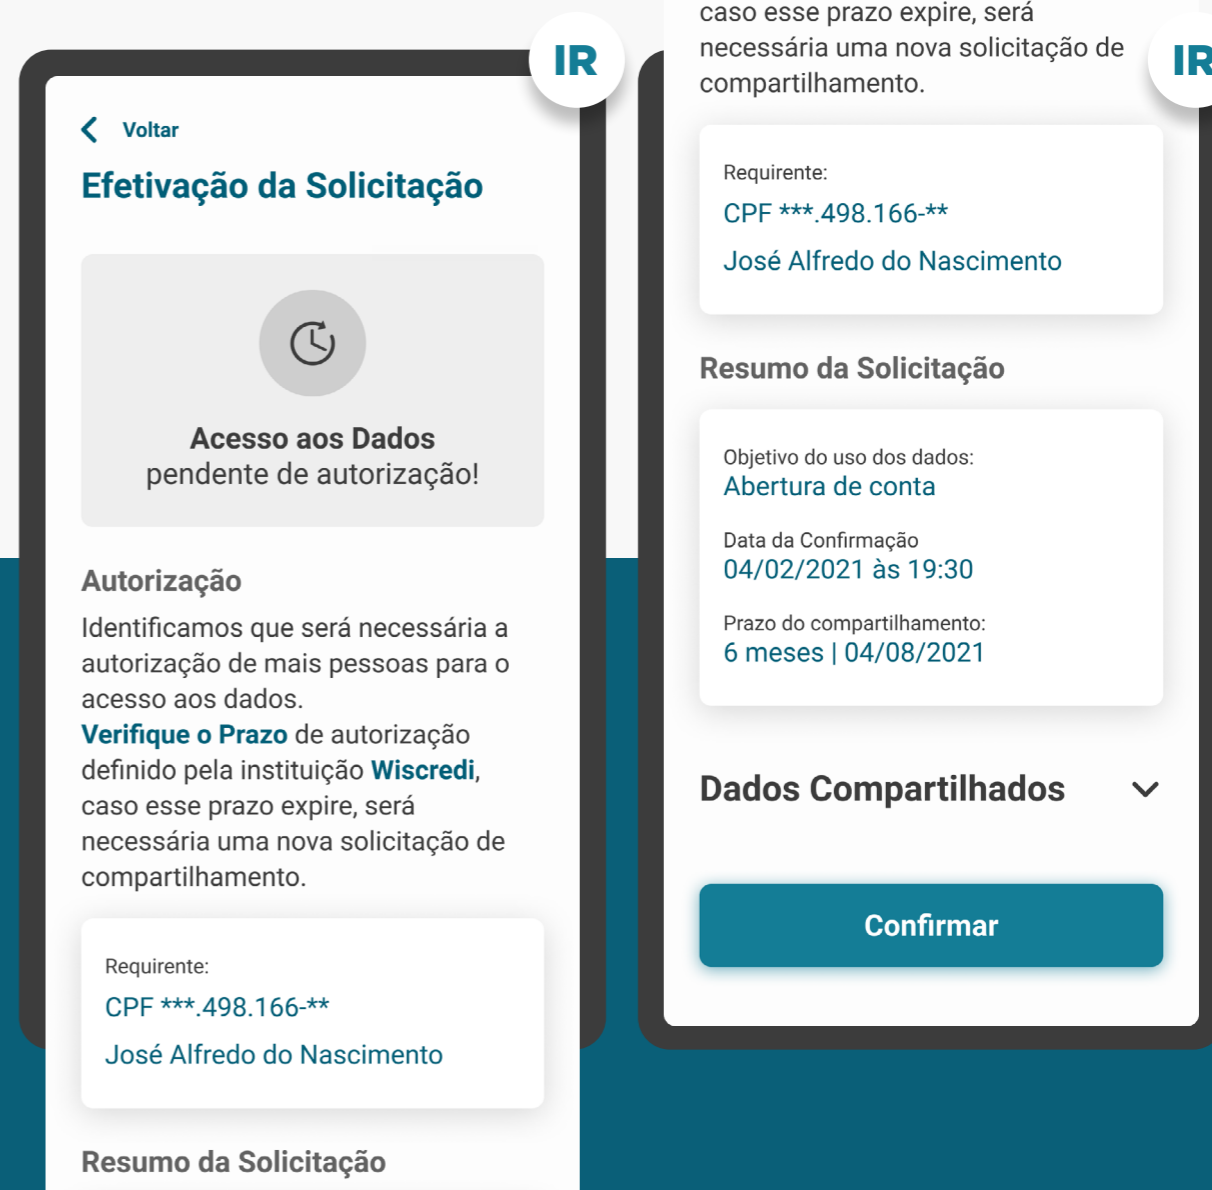 IR
Voltar
Efetivação da Solicitação
Acesso aos Dados
pendente de autorização!
Autorização
Identificamos que será necessária a
autorização de mais pessoas para o
acesso aos dados.
Verifique o Prazo de autorização
definido pela instituição Wiscredi,
caso esse prazo expire, será
necessária uma nova solicitação de
compartilhamento.
Requirente:
CPF ***.498.166-**
José Alfredo do Nascimento
Resumo da Solicitação
caso esse prazo expire, será
necessária uma nova solicitação de
compartilhamento.
IR
Requirente:
CPF ***.498.166-**
José Alfredo do Nascimento
Resumo da Solicitação
Objetivo do uso dos dados:
Abertura de conta
Data da Confirmação
04/02/2021 às 19:30
Prazo do compartilhamento:
6 meses | 04/08/2021
Dados Compartilhados
Confirmar